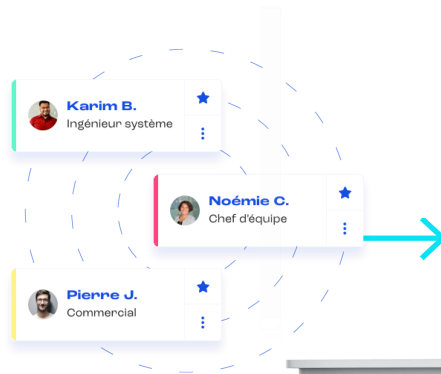 Karim B.
Ingénieur système
Noémie C.
Chef d'équipe
Pierre J.
Commercial